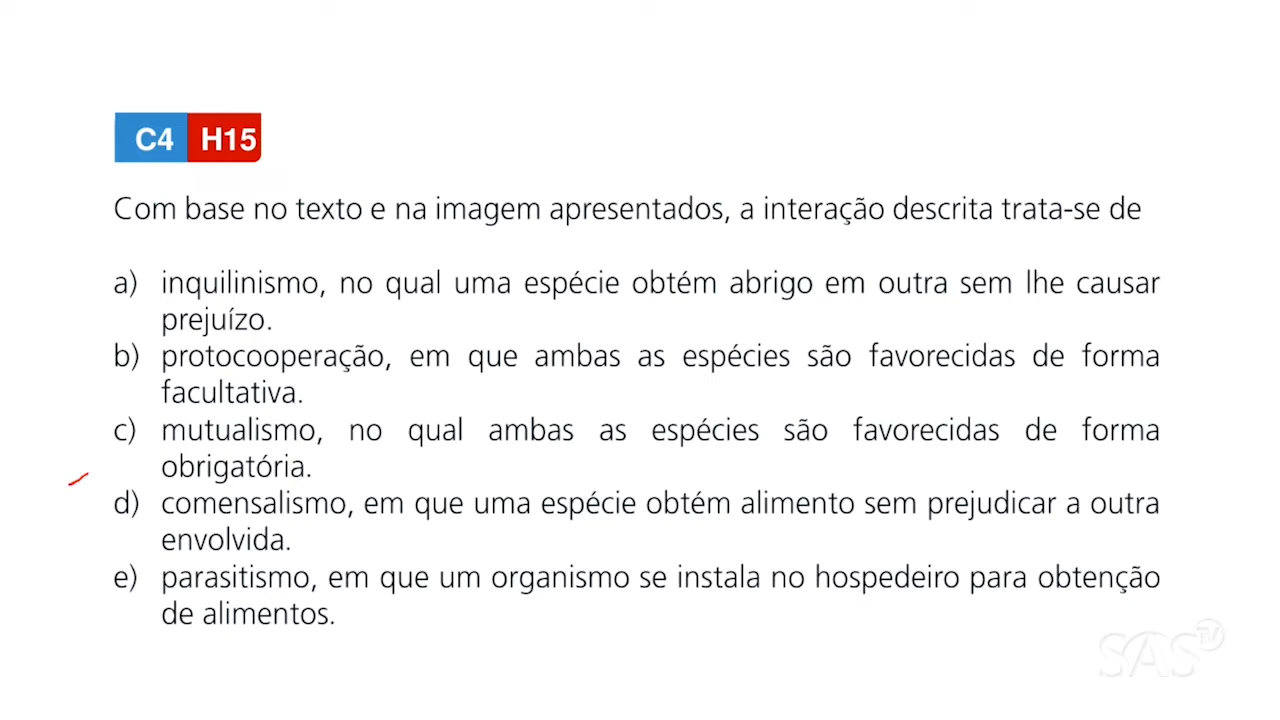 C4 H15
Com base no texto e na imagem apresentados, a interação descrita trata-se de
a) inquilinismo, no qual uma espécie obtém abrigo em outra sem lhe causar
prejuízo.
b) protocooperação, em que ambas as espécies são favorecidas de forma
facultativa.
c) mutualismo, no qual ambas as espécies são favorecidas de forma
obrigatória.
d) comensalismo, em que uma espécie obtém alimento sem prejudicar a outra
envolvida.
e) parasitismo, em que um organismo se instala no hospedeiro para obtenção
de alimentos.
SAS TV